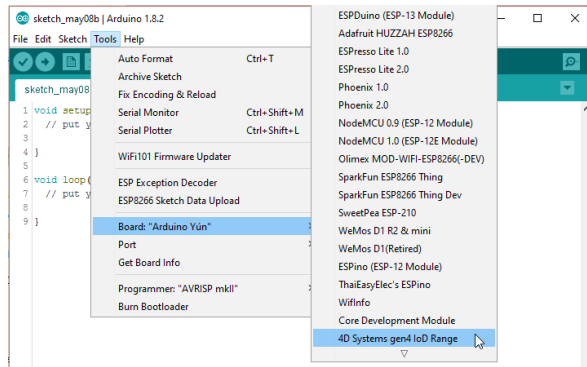 sketch_may08b | Arduino 1.8.2
File Edit Sketch Tools Help
sketch_may08
1 void setup
2 // put y
3
4 }
5
6 void loop(
7 // put y
8
9 }
Auto Format Ctrl+T
Archive Sketch
Fix Encoding & Reload
Serial Monitor Ctrl+Shift+M
Serial Plotter Ctrl+Shift+L
WiFi101 Firmware Updater
ESP Exception Decoder
ESP8266 Sketch Data Upload
Board: "Arduino Yún"
Port
Get Board Info
Programmer: "AVRISP mkII"
Burn Bootloader
ESPDuino (ESP-13 Module)
Adafruit HUZZAH ESP8266
ESPresso Lite 1.0
ESPresso Lite 2.0
Phoenix 1.0
Phoenix 2.0
NodeMCU 0.9 (ESP-12 Module)
NodeMCU 1.0 (ESP-12E Module)
Olimex MOD-WIFI-ESP8266(-DEV)
SparkFun ESP8266 Thing
SparkFun ESP8266 Thing Dev
SweetPea ESP-210
WeMos D1 R2 & mini
WeMos D1(Retired)
ESPino (ESP-12 Module)
ThaiEasyElec's ESPino
WifInfo
Core Development Module
4D Systems gen4 IoD Range